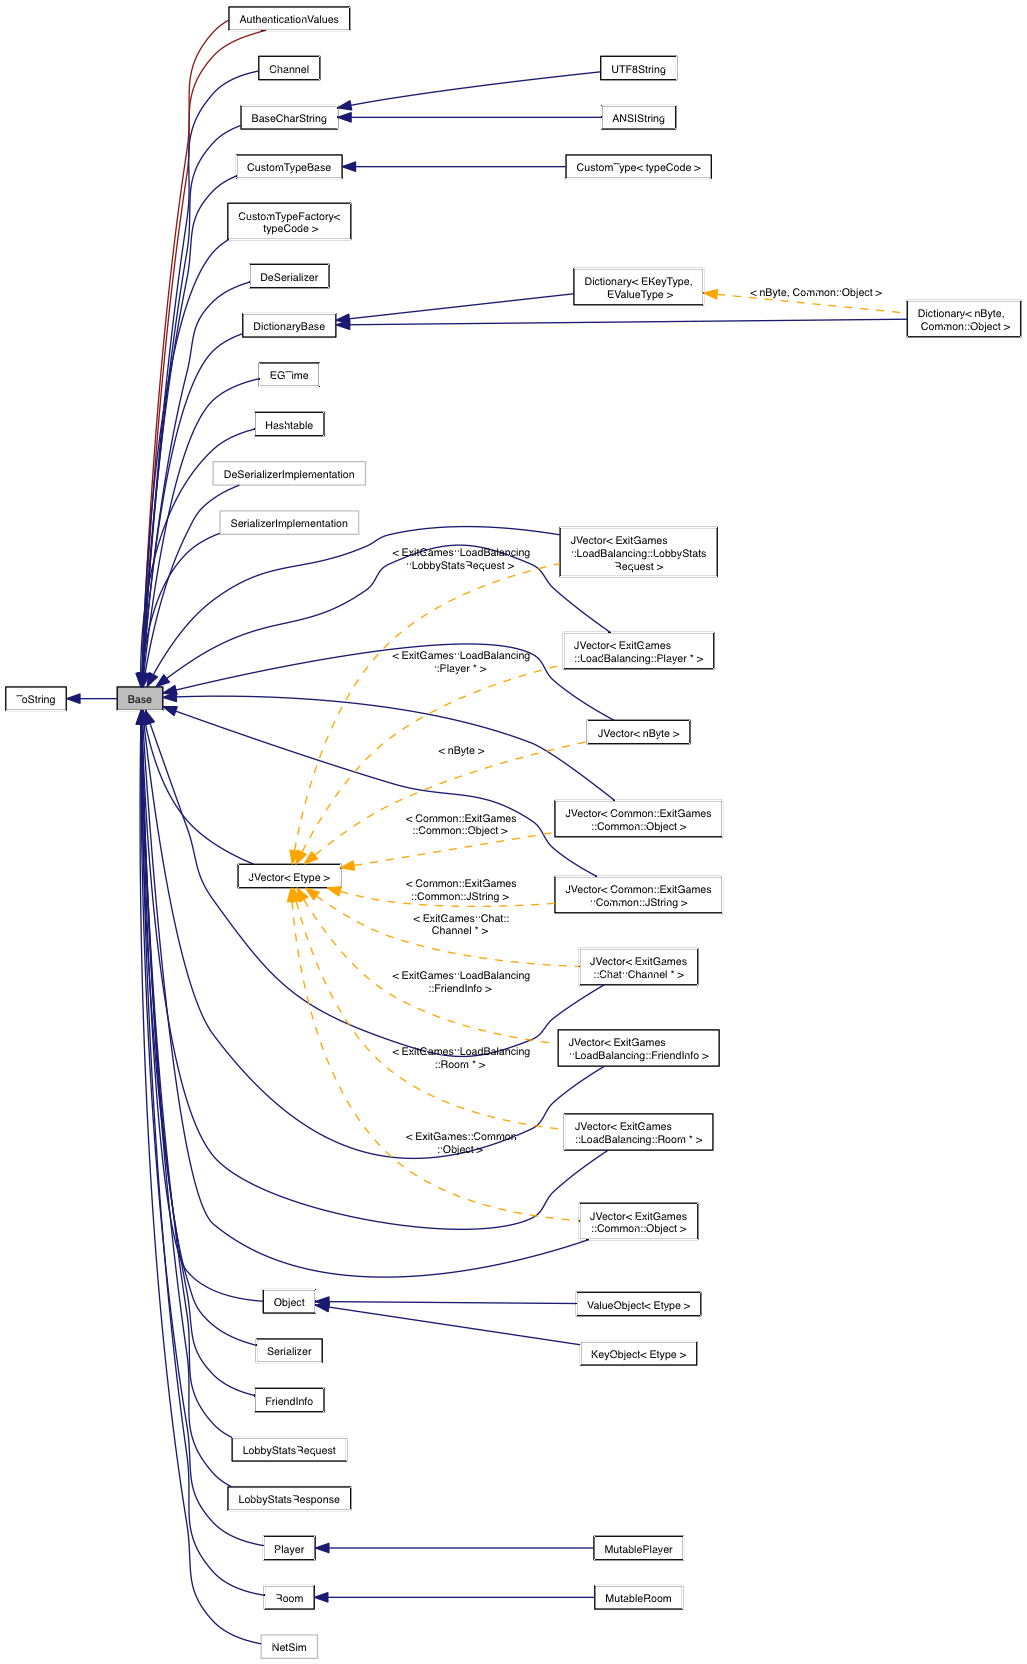 AuthenticationValues
Channel
UTF8String
BaseCharString
ANSIString
CustomTypeBase
CustomType< typeCode >
CustomTypeFactory<
typeCode >
DeSerializer
Dictionary< EKeyType,
EValueType >
< nByte, Common::Object >
Dictionary< nByte,
Common::Object >
DictionaryBase
EGTime
Hashtable
DeSerializerImplementation
SerializerImplementation
JVector< ExitGames
::LoadBalancing::LobbyStats
Request >
< ExitGames::LoadBalancing
::LobbyStatsRequest >
JVector< ExitGames
::LoadBalancing::Player * >
< ExitGames::LoadBalancing
::Player * >
ToString
Base
JVector< nByte >
< nByte >
JVector< Common::ExitGames
::Common::Object >
< Common::ExitGames
::Common::Object >
JVector< Etype >
JVector< Common::ExitGames
::Common::JString >
< Common::ExitGames
::Common::JString >
< ExitGames::Chat::
Channel * >
JVector< ExitGames
::Chat::Channel * >
< ExitGames::LoadBalancing
::FriendInfo >
JVector< ExitGames
::LoadBalancing::FriendInfo >
< ExitGames::LoadBalancing
::Room * >
JVector< ExitGames
::LoadBalancing::Room * >
< ExitGames::Common
::Object >
JVector< ExitGames
::Common::Object >
Object
ValueObject< Etype >
KeyObject< Etype >
Serializer
FriendInfo
LobbyStatsRequest
LobbyStatsResponse
Player
MutablePlayer
Room
MutableRoom
NetSim